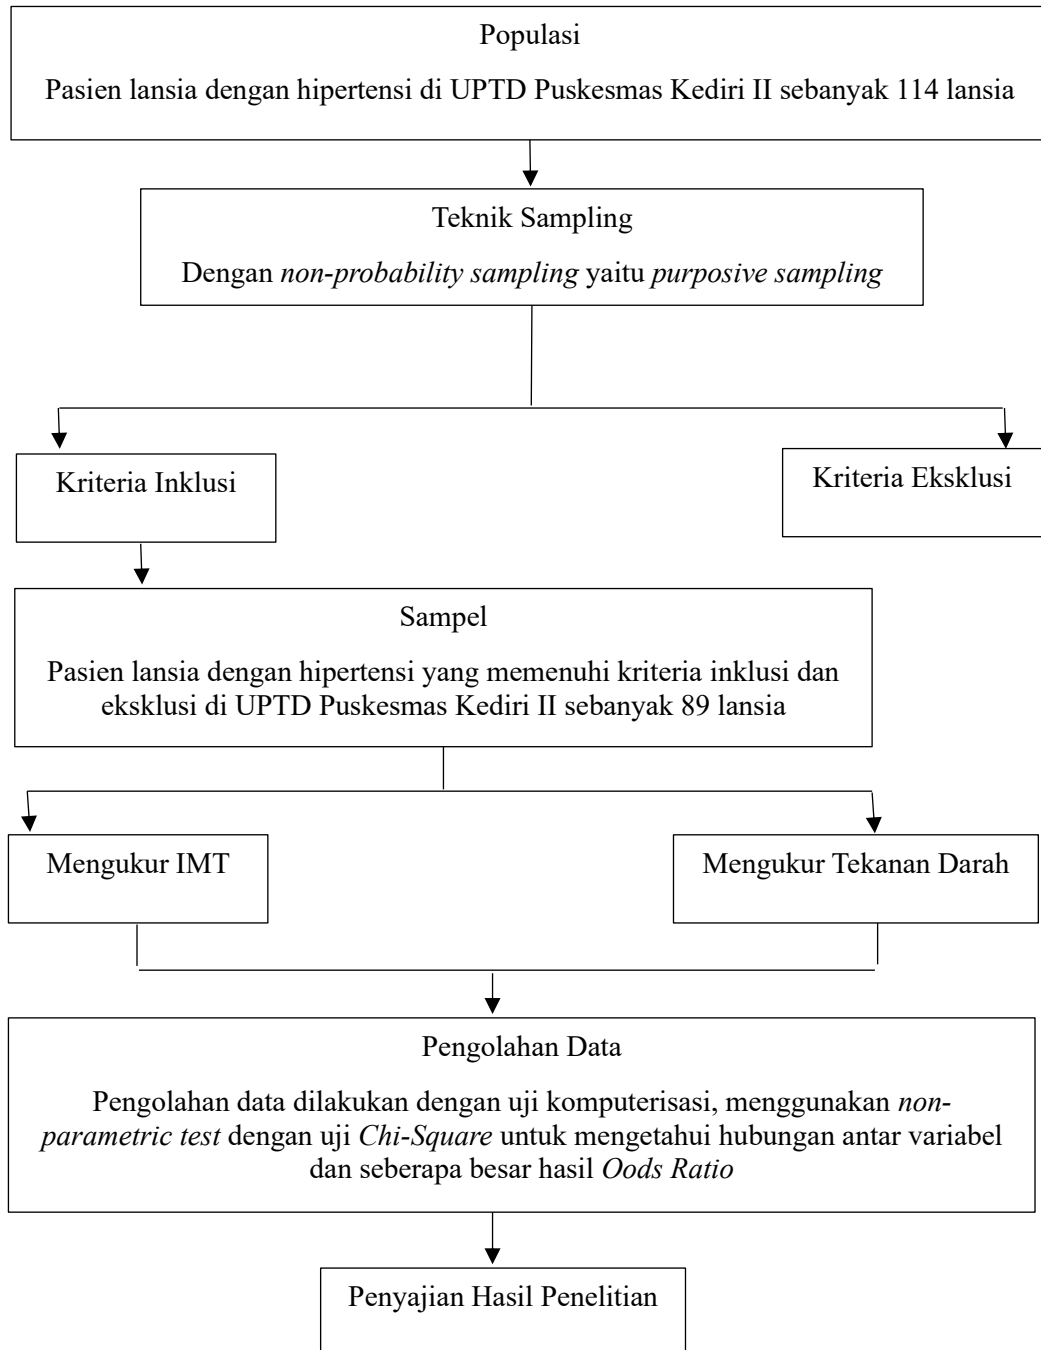 Populasi
Pasien lansia dengan hipertensi di UPTD Puskesmas Kediri II sebanyak 114 lansia
Teknik Sampling
Dengan non-probability sampling yaitu purposive sampling
Kriteria Inklusi
Kriteria Eksklusi
Sampel
Pasien lansia dengan hipertensi yang memenuhi kriteria inklusi dan
eksklusi di UPTD Puskesmas Kediri II sebanyak 89 lansia
Mengukur IMT
Mengukur Tekanan Darah
Pengolahan Data
Pengolahan data dilakukan dengan uji komputerisasi, menggunakan non-
parametric test dengan uji Chi-Square untuk mengetahui hubungan antar variabel
dan seberapa besar hasil Oods Ratio
Penyajian Hasil Penelitian